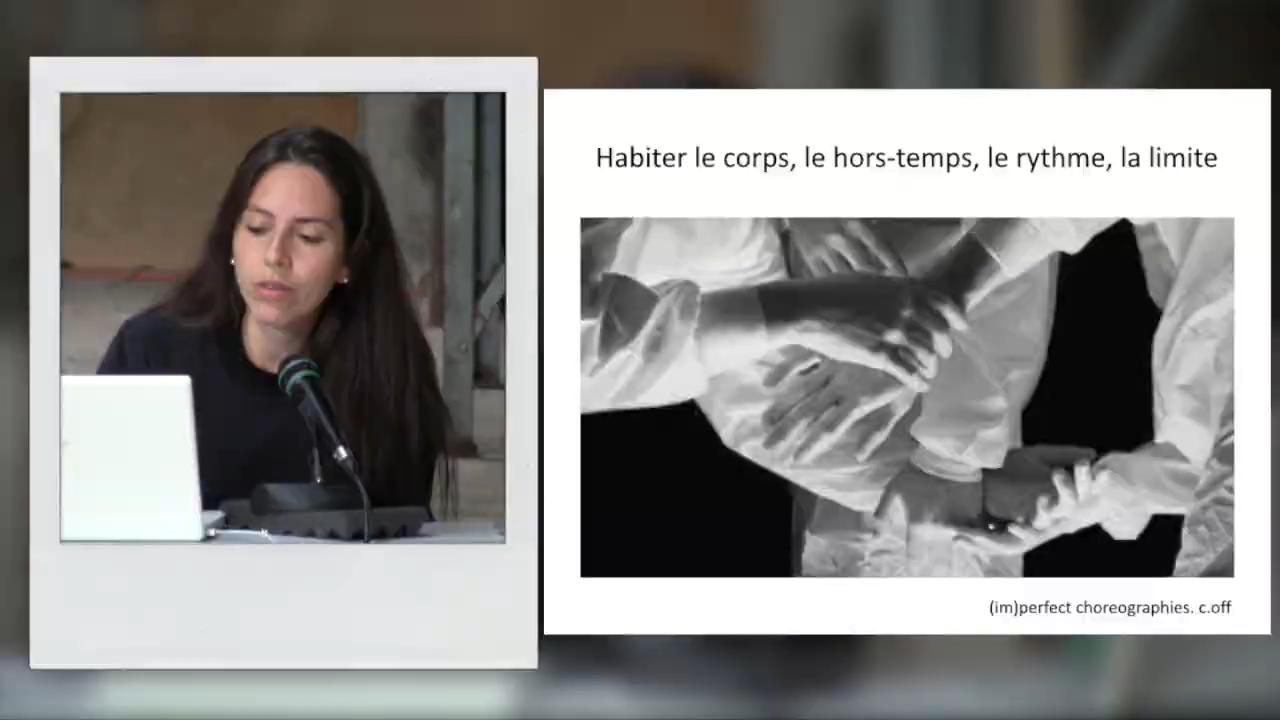 Habiter le corps, le hors-temps, le rythme, la limite
(im)perfect choreographies. c.off